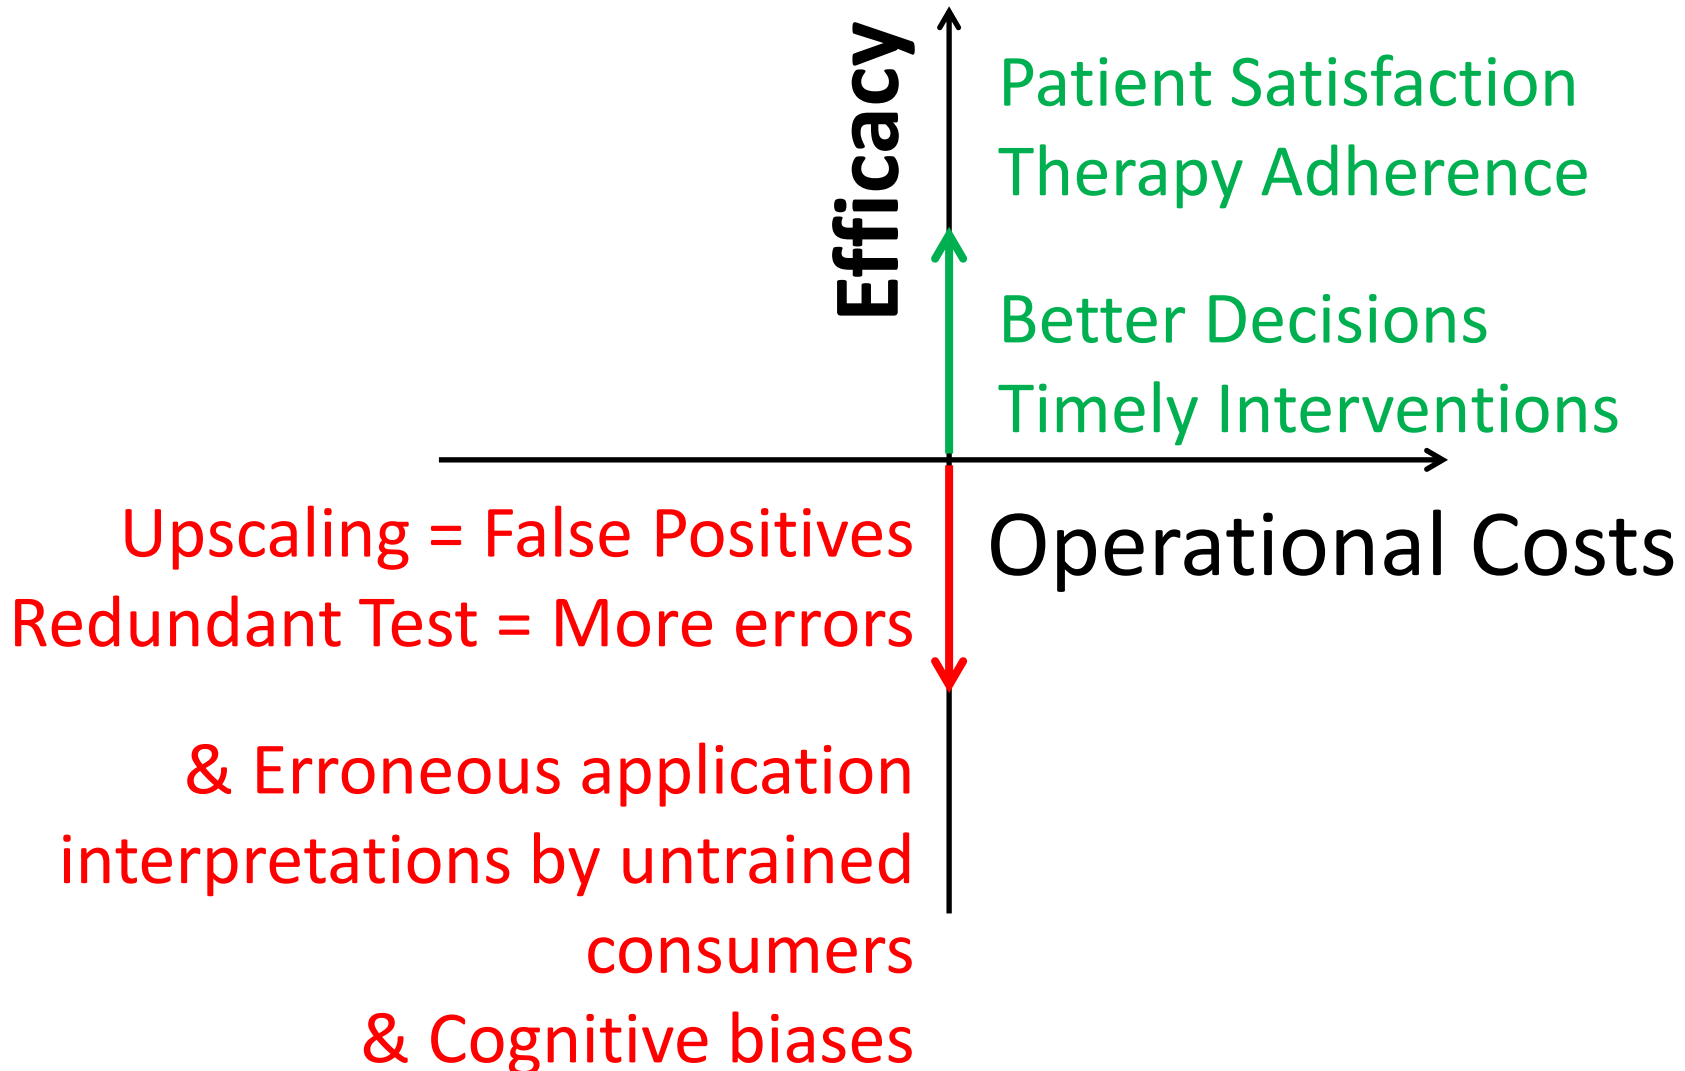 Efficacy
Patient Satisfaction
Therapy Adherence
Better Decisions
Timely Interventions
Operational Costs
Upscaling = False Positives
Redundant Test = More errors
& Erroneous application
interpretations by untrained
consumers
& Cognitive biases